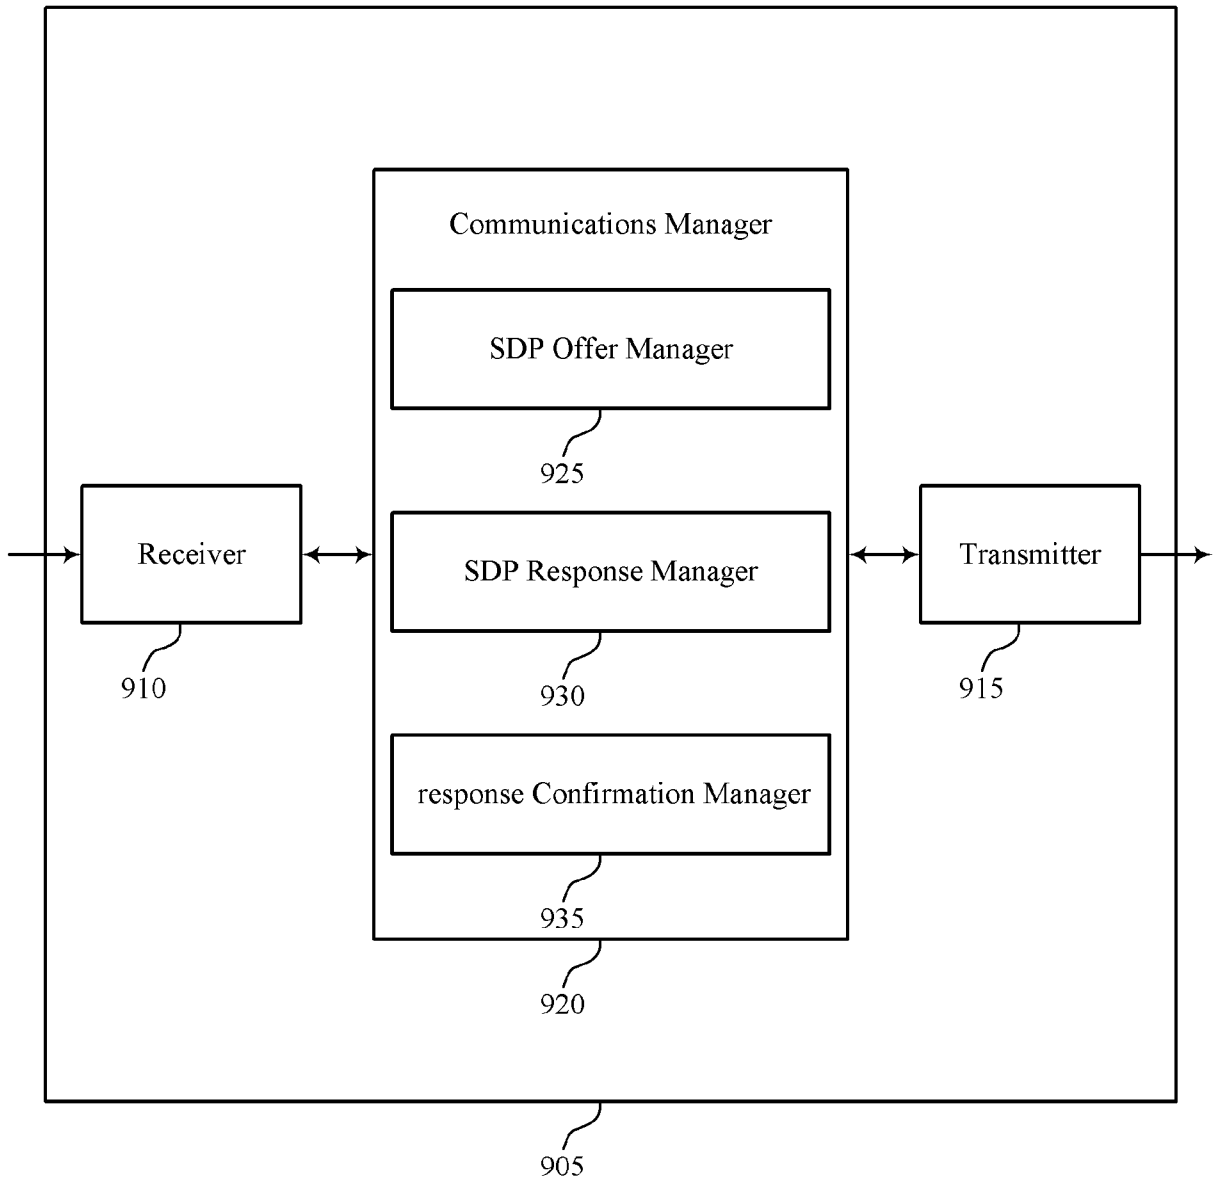 Communications Manager
SDP Offer Manager
925
Receiver
910
SDP Response Manager
930
Transmitter
915
response Confirmation Manager
935
920
905